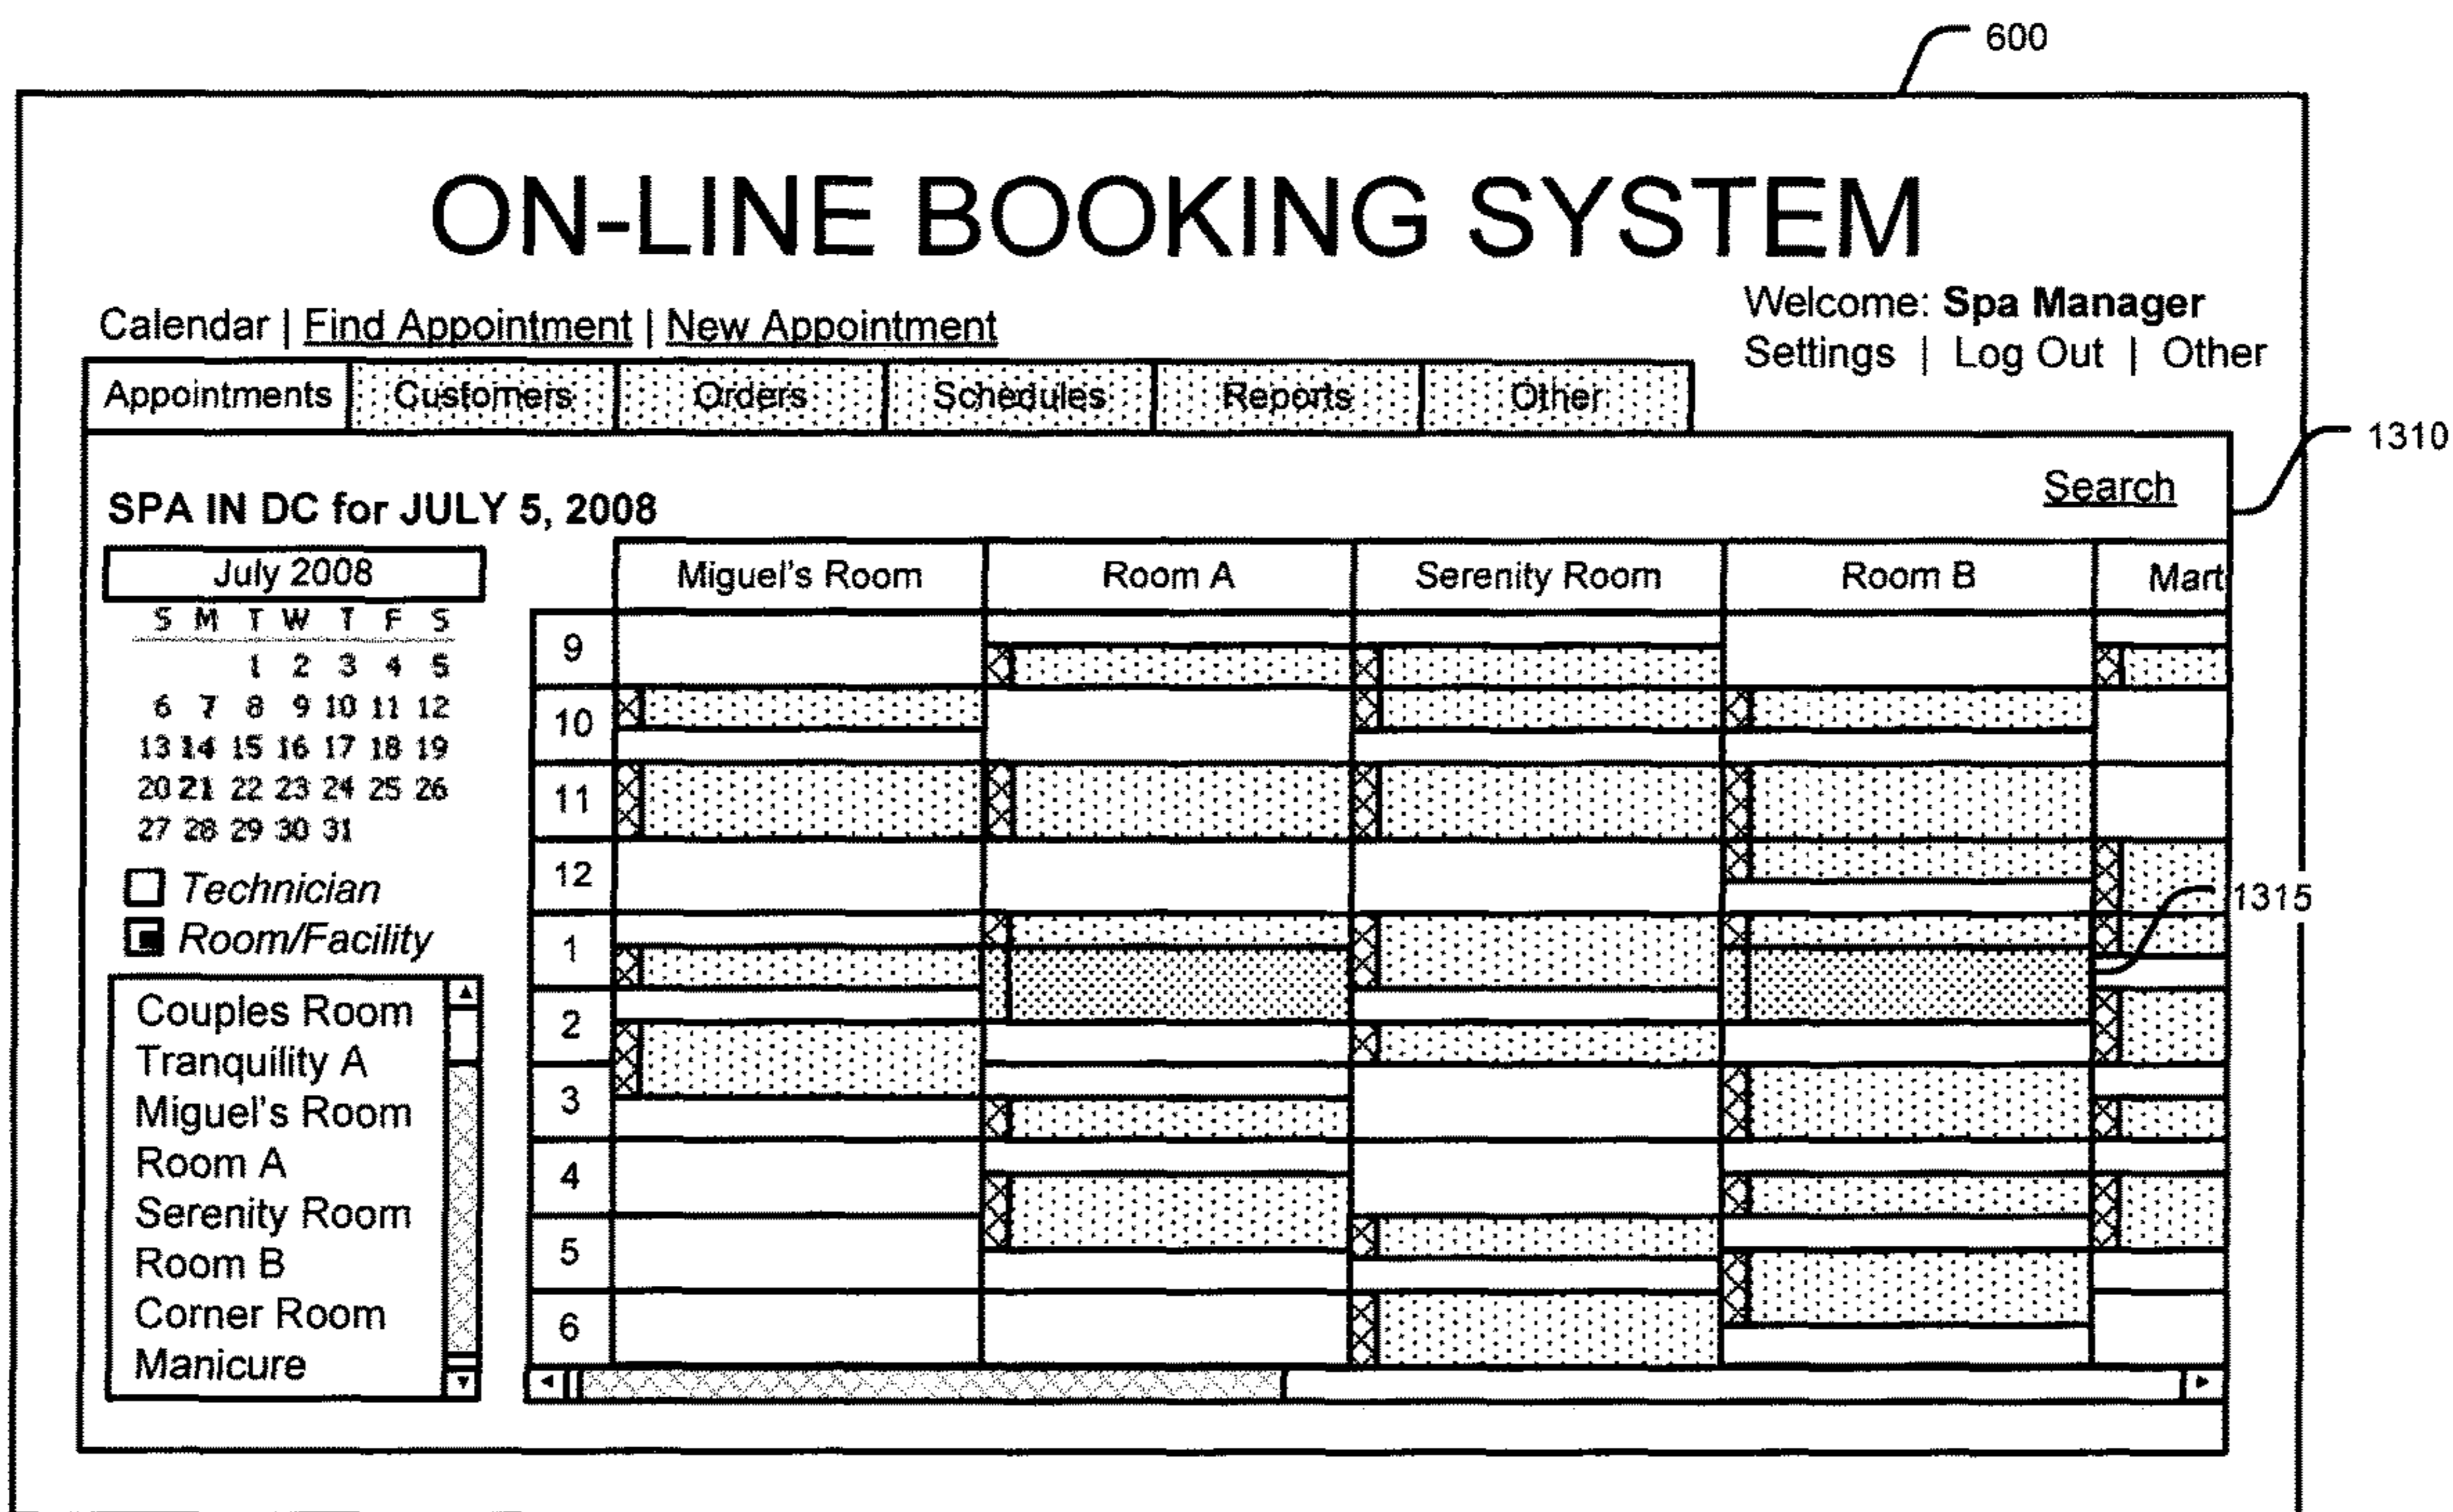 600
ON-LINE BOOKING SYSTEM
Welcome: Spa Manager
Calendar | Find Appointment | New Appointment
Settings | Log Out | Other
Appointments Customers Orders Schedules Reports Other
1310
Search
SPA IN DC for JULY 5, 2008
July 2008
Miguel's Room Room A Serenity Room Room B Mart
S M T W T F S
1 2 3 4 5
6 7 8 9 10 11 12
13 14 15 16 17 18 19
20 21 22 23 24 25 26
27 28 29 30 31
Technician
Room/Facility
Couples Room
Tranquility A
Miguel's Room
Room A
Serenity Room
Room B
Corner Room
Manicure
9
10
11
12
1
2
3
4
5
6
1315